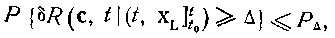 P {δR (c, t | (t, x_L]^t_{t_0}) ⩾ Δ} ⩽ P_Δ,